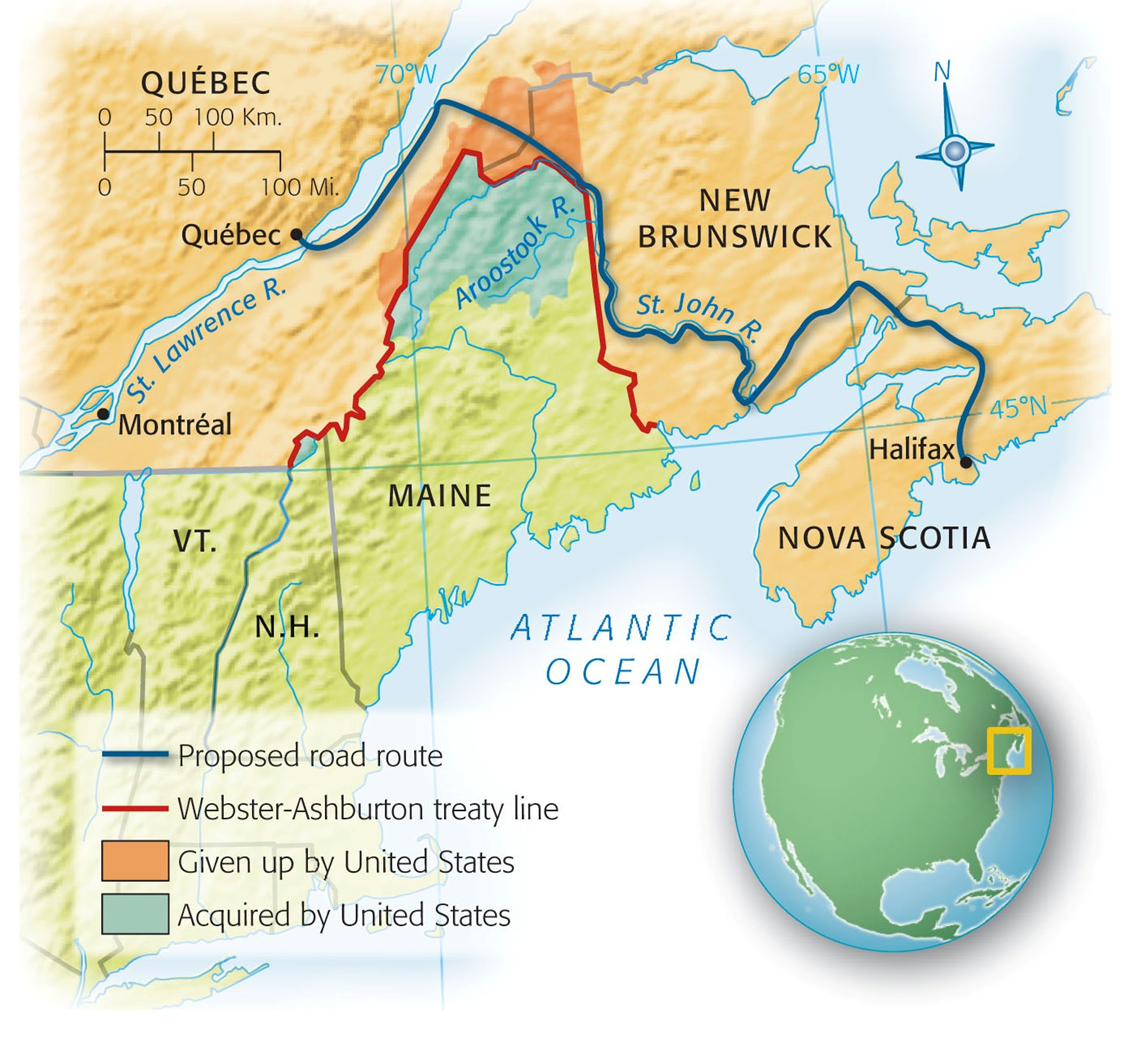 QUÉBEC
0 50 100 Km.
0 50 100 Mi.
70°W
65°W
N
Québec
NEW
BRUNSWICK
Aroostook R.
St. Lawrence R.
St. John R.
Montréal
45°N
Halifax
MAINE
VT.
NOVA SCOTIA
N.H.
ATLANTIC
OCEAN
Proposed road route
Webster-Ashburton treaty line
Given up by United States
Acquired by United States